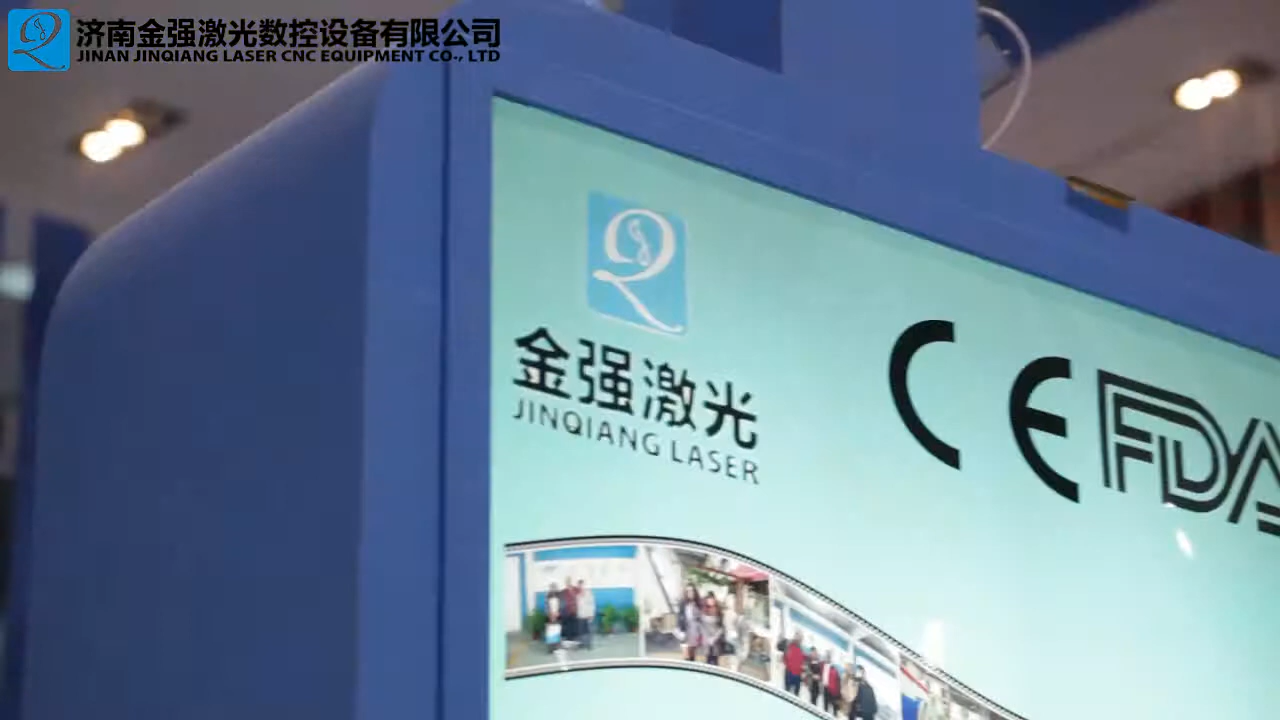 济南金强激光数控设备有限公司
JINAN JINQIANG LASER CNC EQUIPMENT CO., LTD
金强激光
JINQIANG LASER
CE FDA